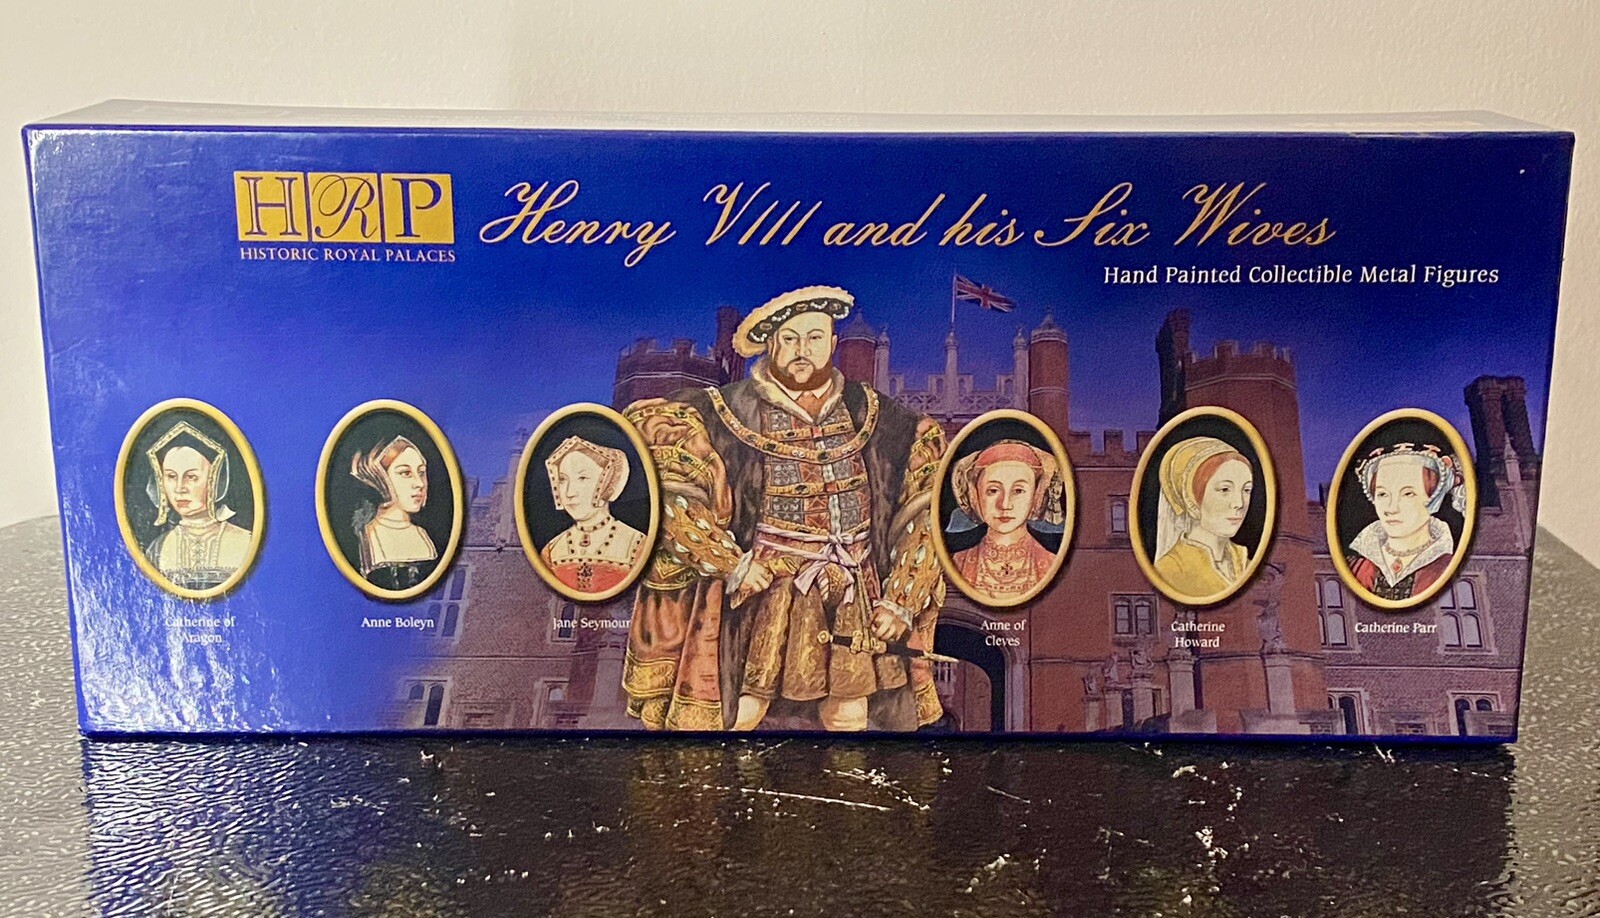 HRP
HISTORIC ROYAL PALACES
Henry VIII and his Six Wives
Hand Painted Collectible Metal Figures
Catherine of
Aragon
Anne Boleyn
Jane Seymour
Anne of
Cleves
Catherine
Howard
Catherine Parr